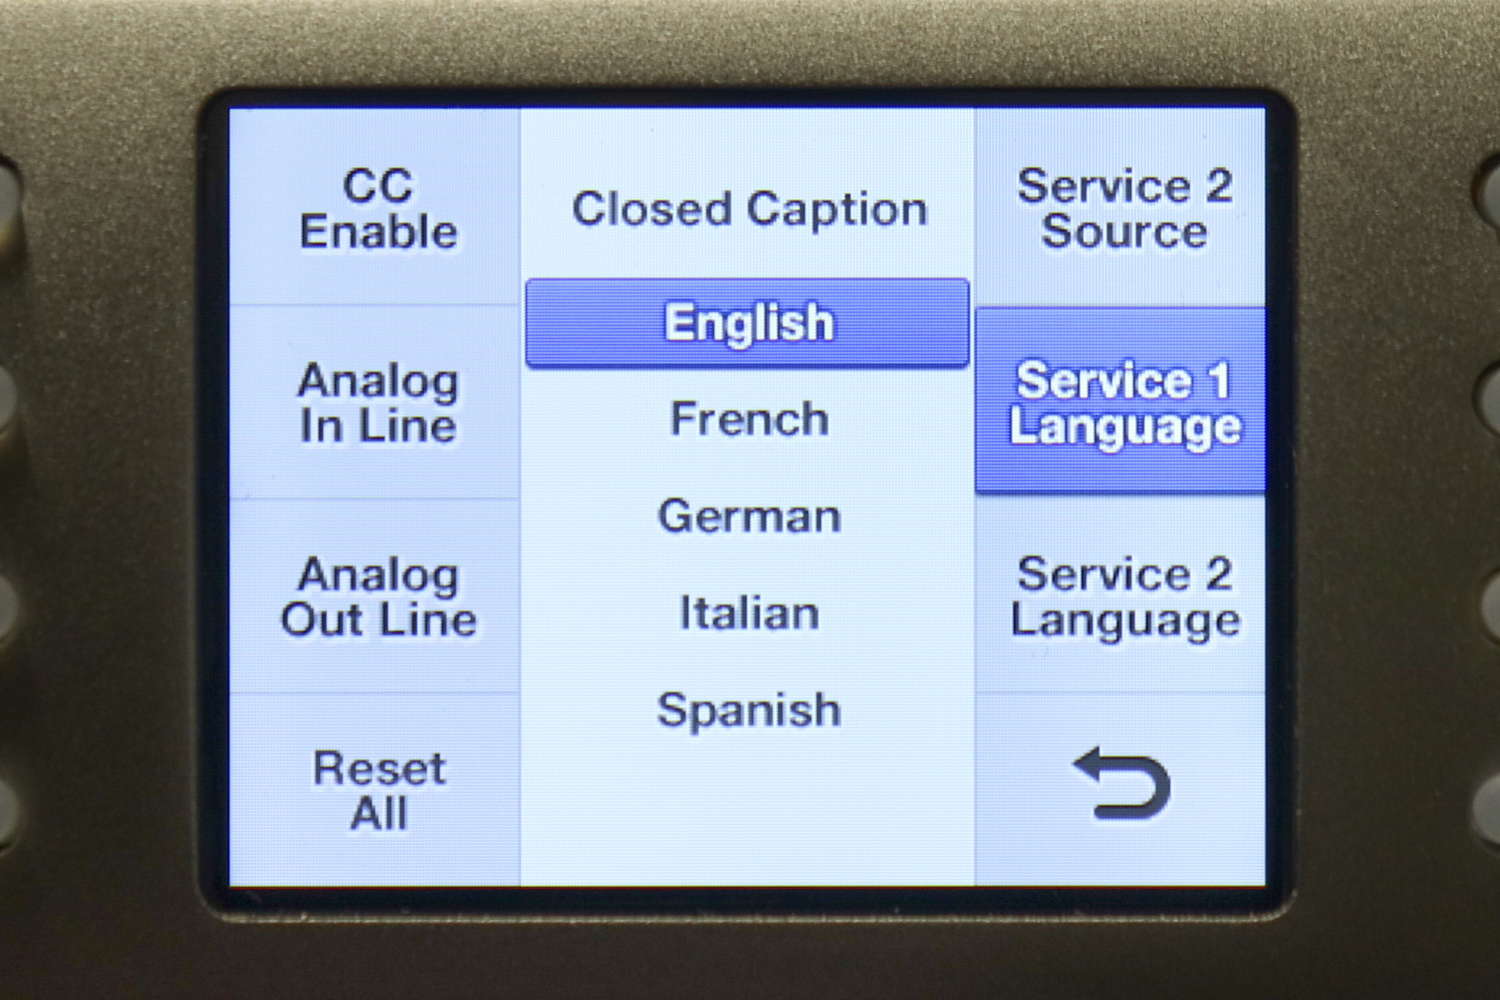 CC
Enable
Analog
In Line
Analog
Out Line
Reset
All
Closed Caption
English
French
German
Italian
Spanish
Service 2
Source
Service 1
Language
Service 2
Language